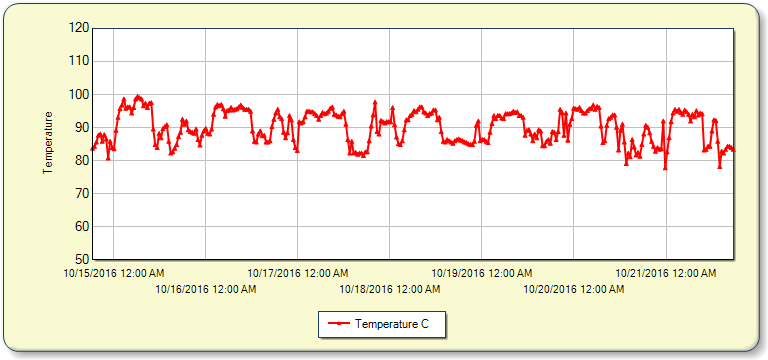 120
110
100
90
80
70
60
50
Temperature
10/15/2016 12:00 AM
10/17/2016 12:00 AM
10/19/2016 12:00 AM
10/21/2016 12:00 AM
10/16/2016 12:00 AM
10/18/2016 12:00 AM
10/20/2016 12:00 AM
Temperature C